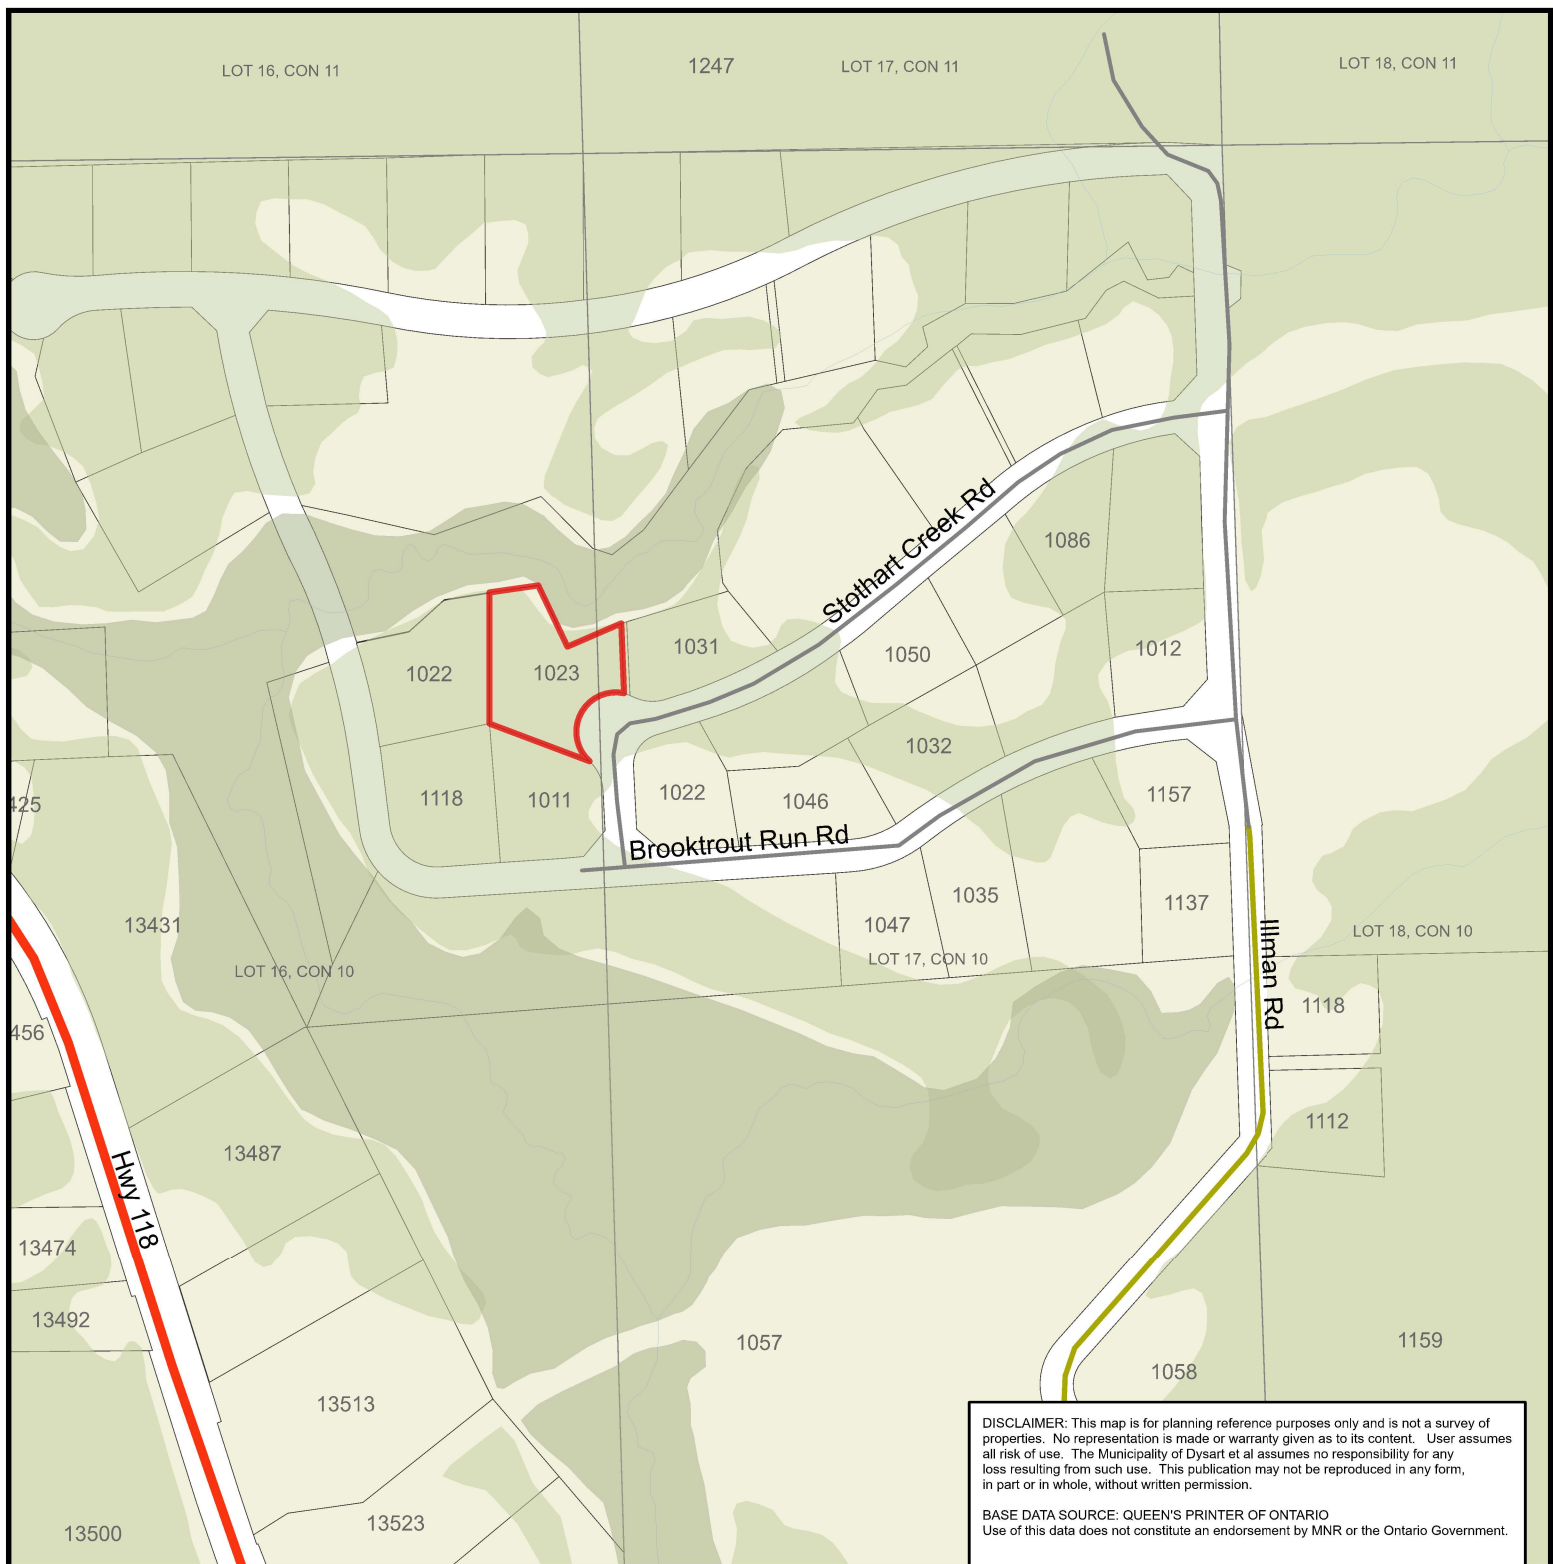 LOT 16, CON 11
1247
LOT 17, CON 11
LOT 18, CON 11
Stothart Creek Rd
1086
1022
1023
1031
1050
1012
1032
1118
1011
1022
1046
1157
425
Brooktrout Run Rd
13431
1047
1035
1137
Illman Rd
LOT 16, CON 10
LOT 17, CON 10
LOT 18, CON 10
456
1118
1112
13487
Hwy 118
13474
13492
1057
1058
1159
13513
13500
13523
DISCLAIMER: This map is for planning reference purposes only and is not a survey of
properties. No representation is made or warranty given as to its content. User assumes
all risk of use. The Municipality of Dysart et al assumes no responsibility for any
loss resulting from such use. This publication may not be reproduced in any form,
in part or in whole, without written permission.
BASE DATA SOURCE: QUEEN'S PRINTER OF ONTARIO
Use of this data does not constitute an endorsement by MNR or the Ontario Government.